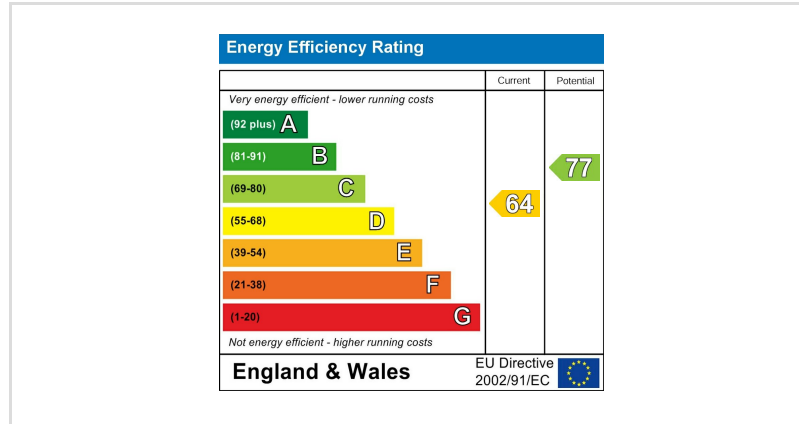 Energy Efficiency Rating
Current Potential
Very energy efficient - lower running costs
(92 plus) A
(81-91) B
77
(69-80) C
64
(55-68) D
(39-54) E
(21-38) F
(1-20) G
Not energy efficient - higher running costs
England & Wales
EU Directive
2002/91/EC